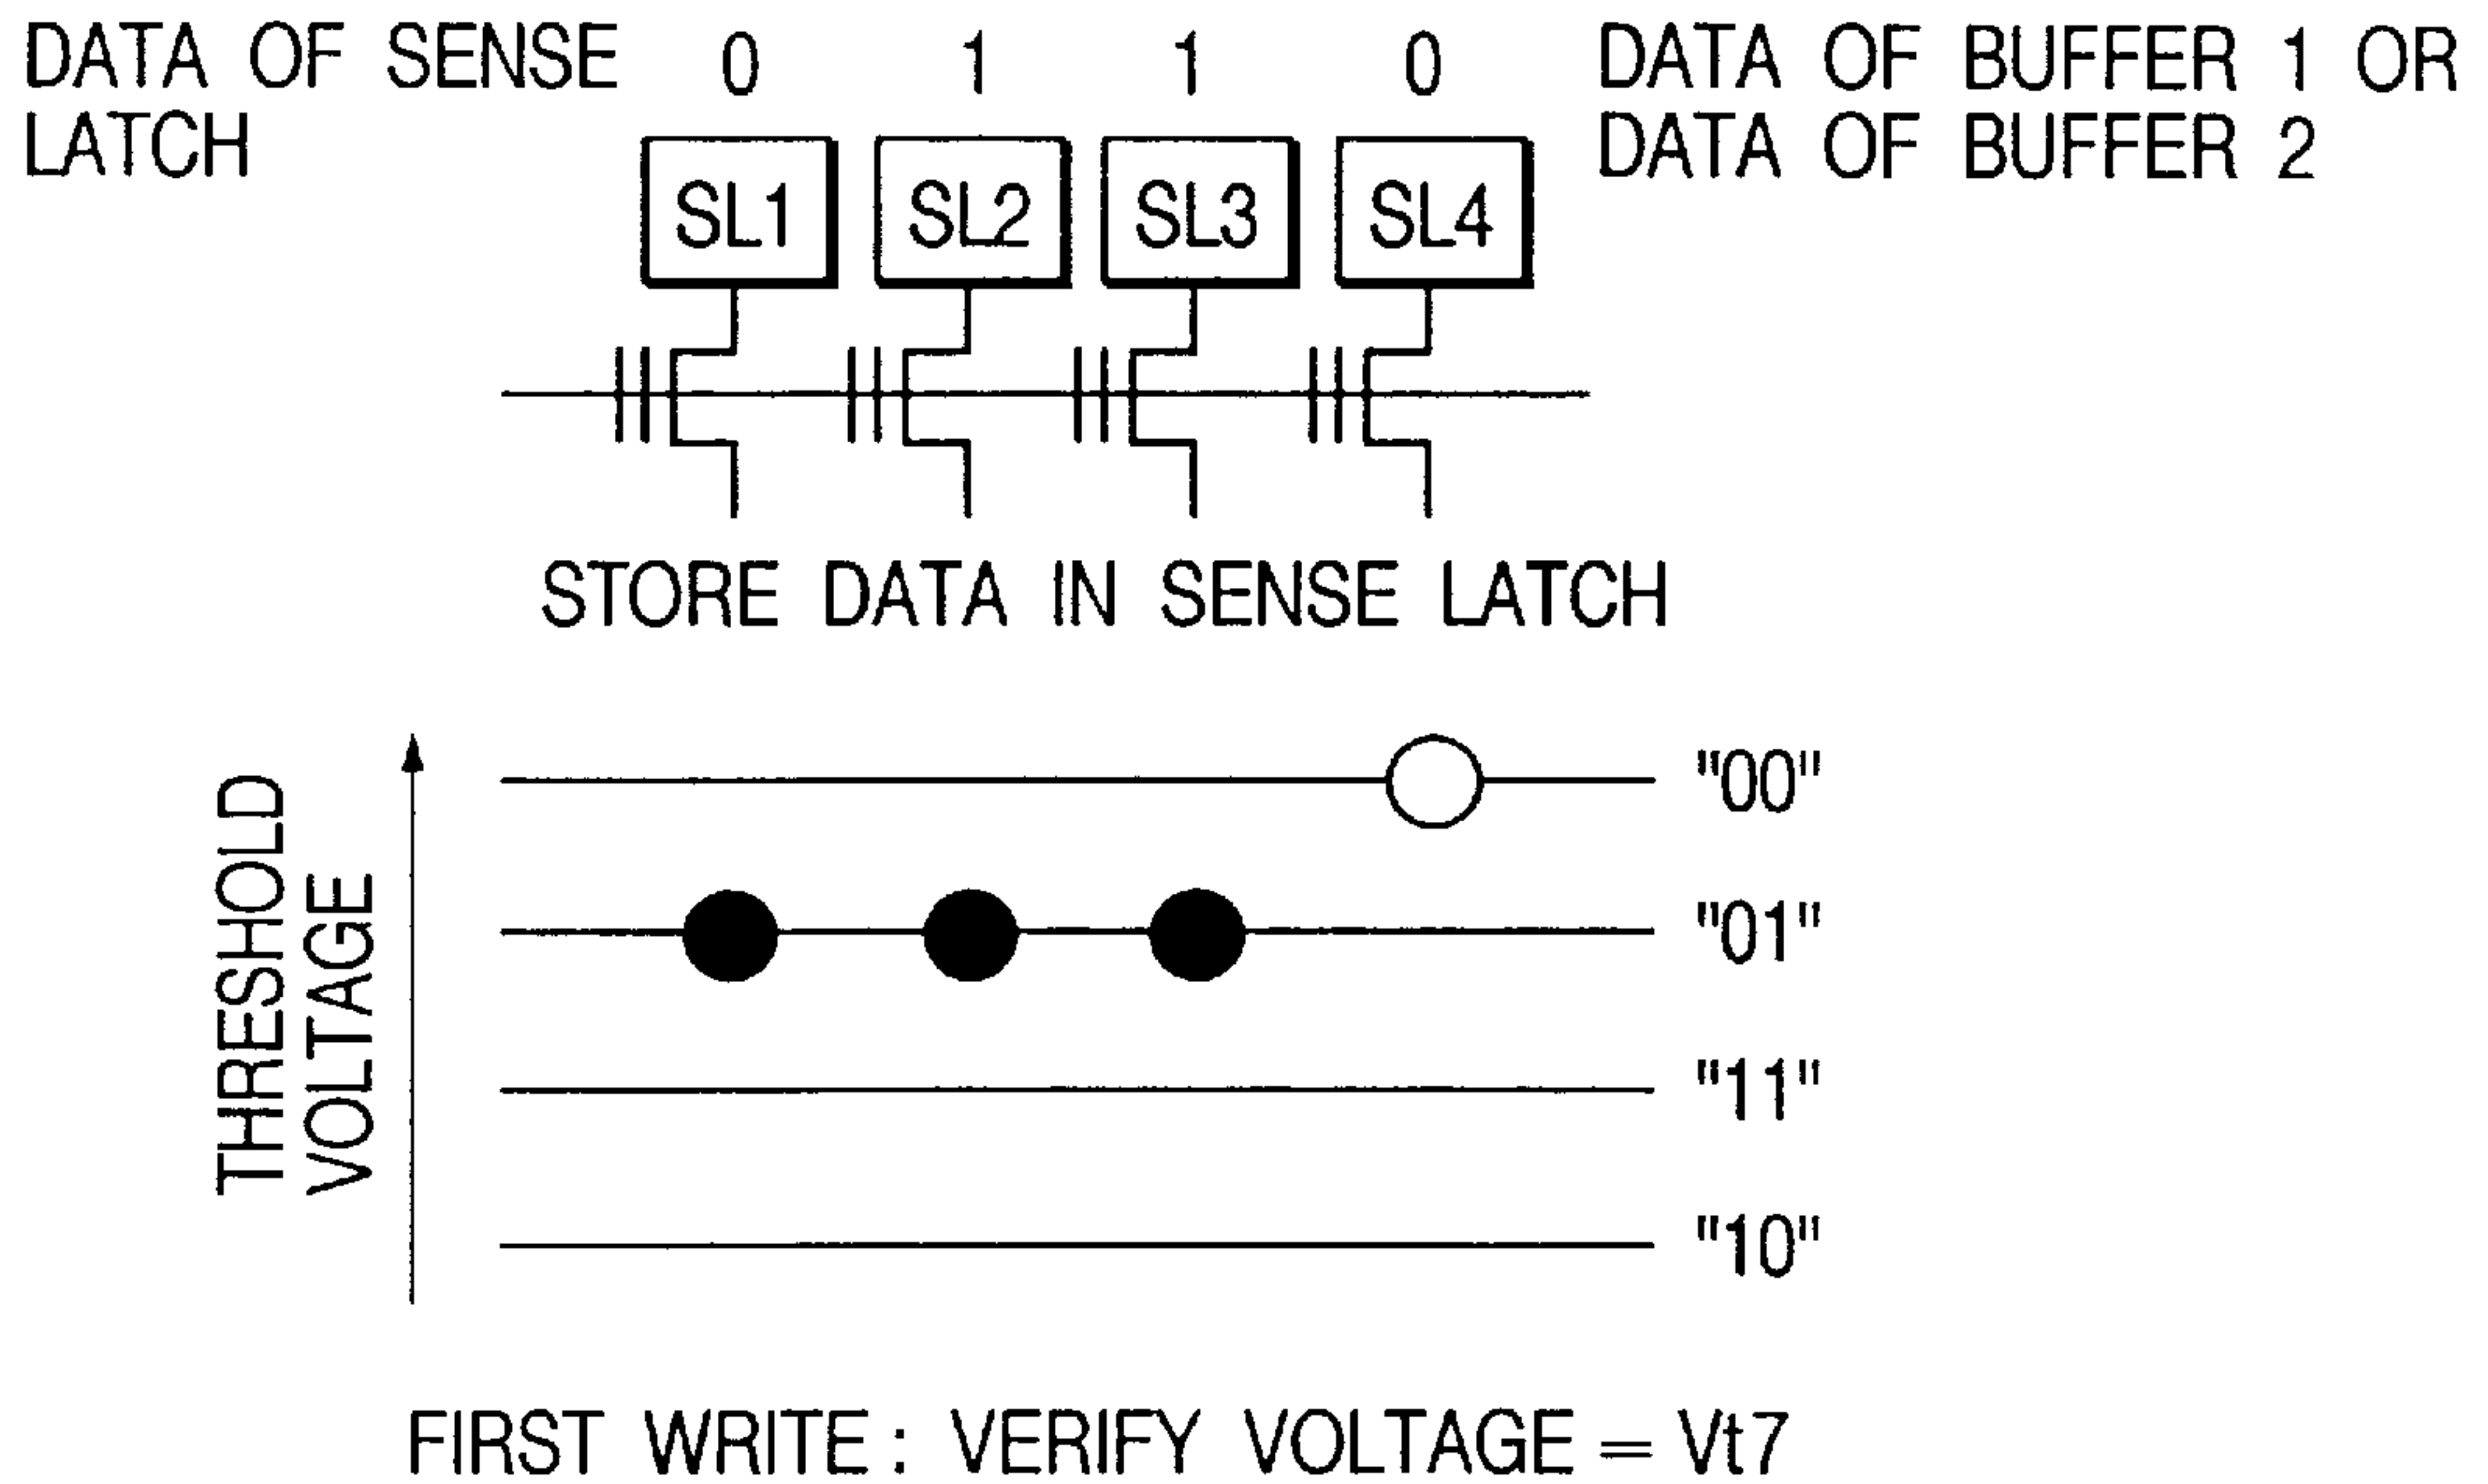 DATA OF SENSE 0 1 1 0 DATA OF BUFFER 1 OR
LATCH DATA OF BUFFER 2
SL1 SL2 SL3 SL4
STORE DATA IN SENSE LATCH
THRESHOLD
VOLTAGE
"00"
"01"
"11"
"10"
FIRST WRITE : VERIFY VOLTAGE = Vt7